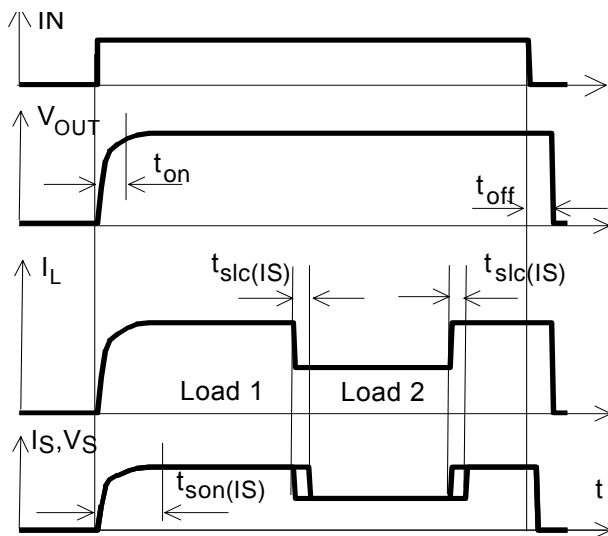 IN
VOUT
ton
toff
IL
tslc(IS)
tslc(IS)
Load 1
Load 2
IS,VS
tson(IS)
t